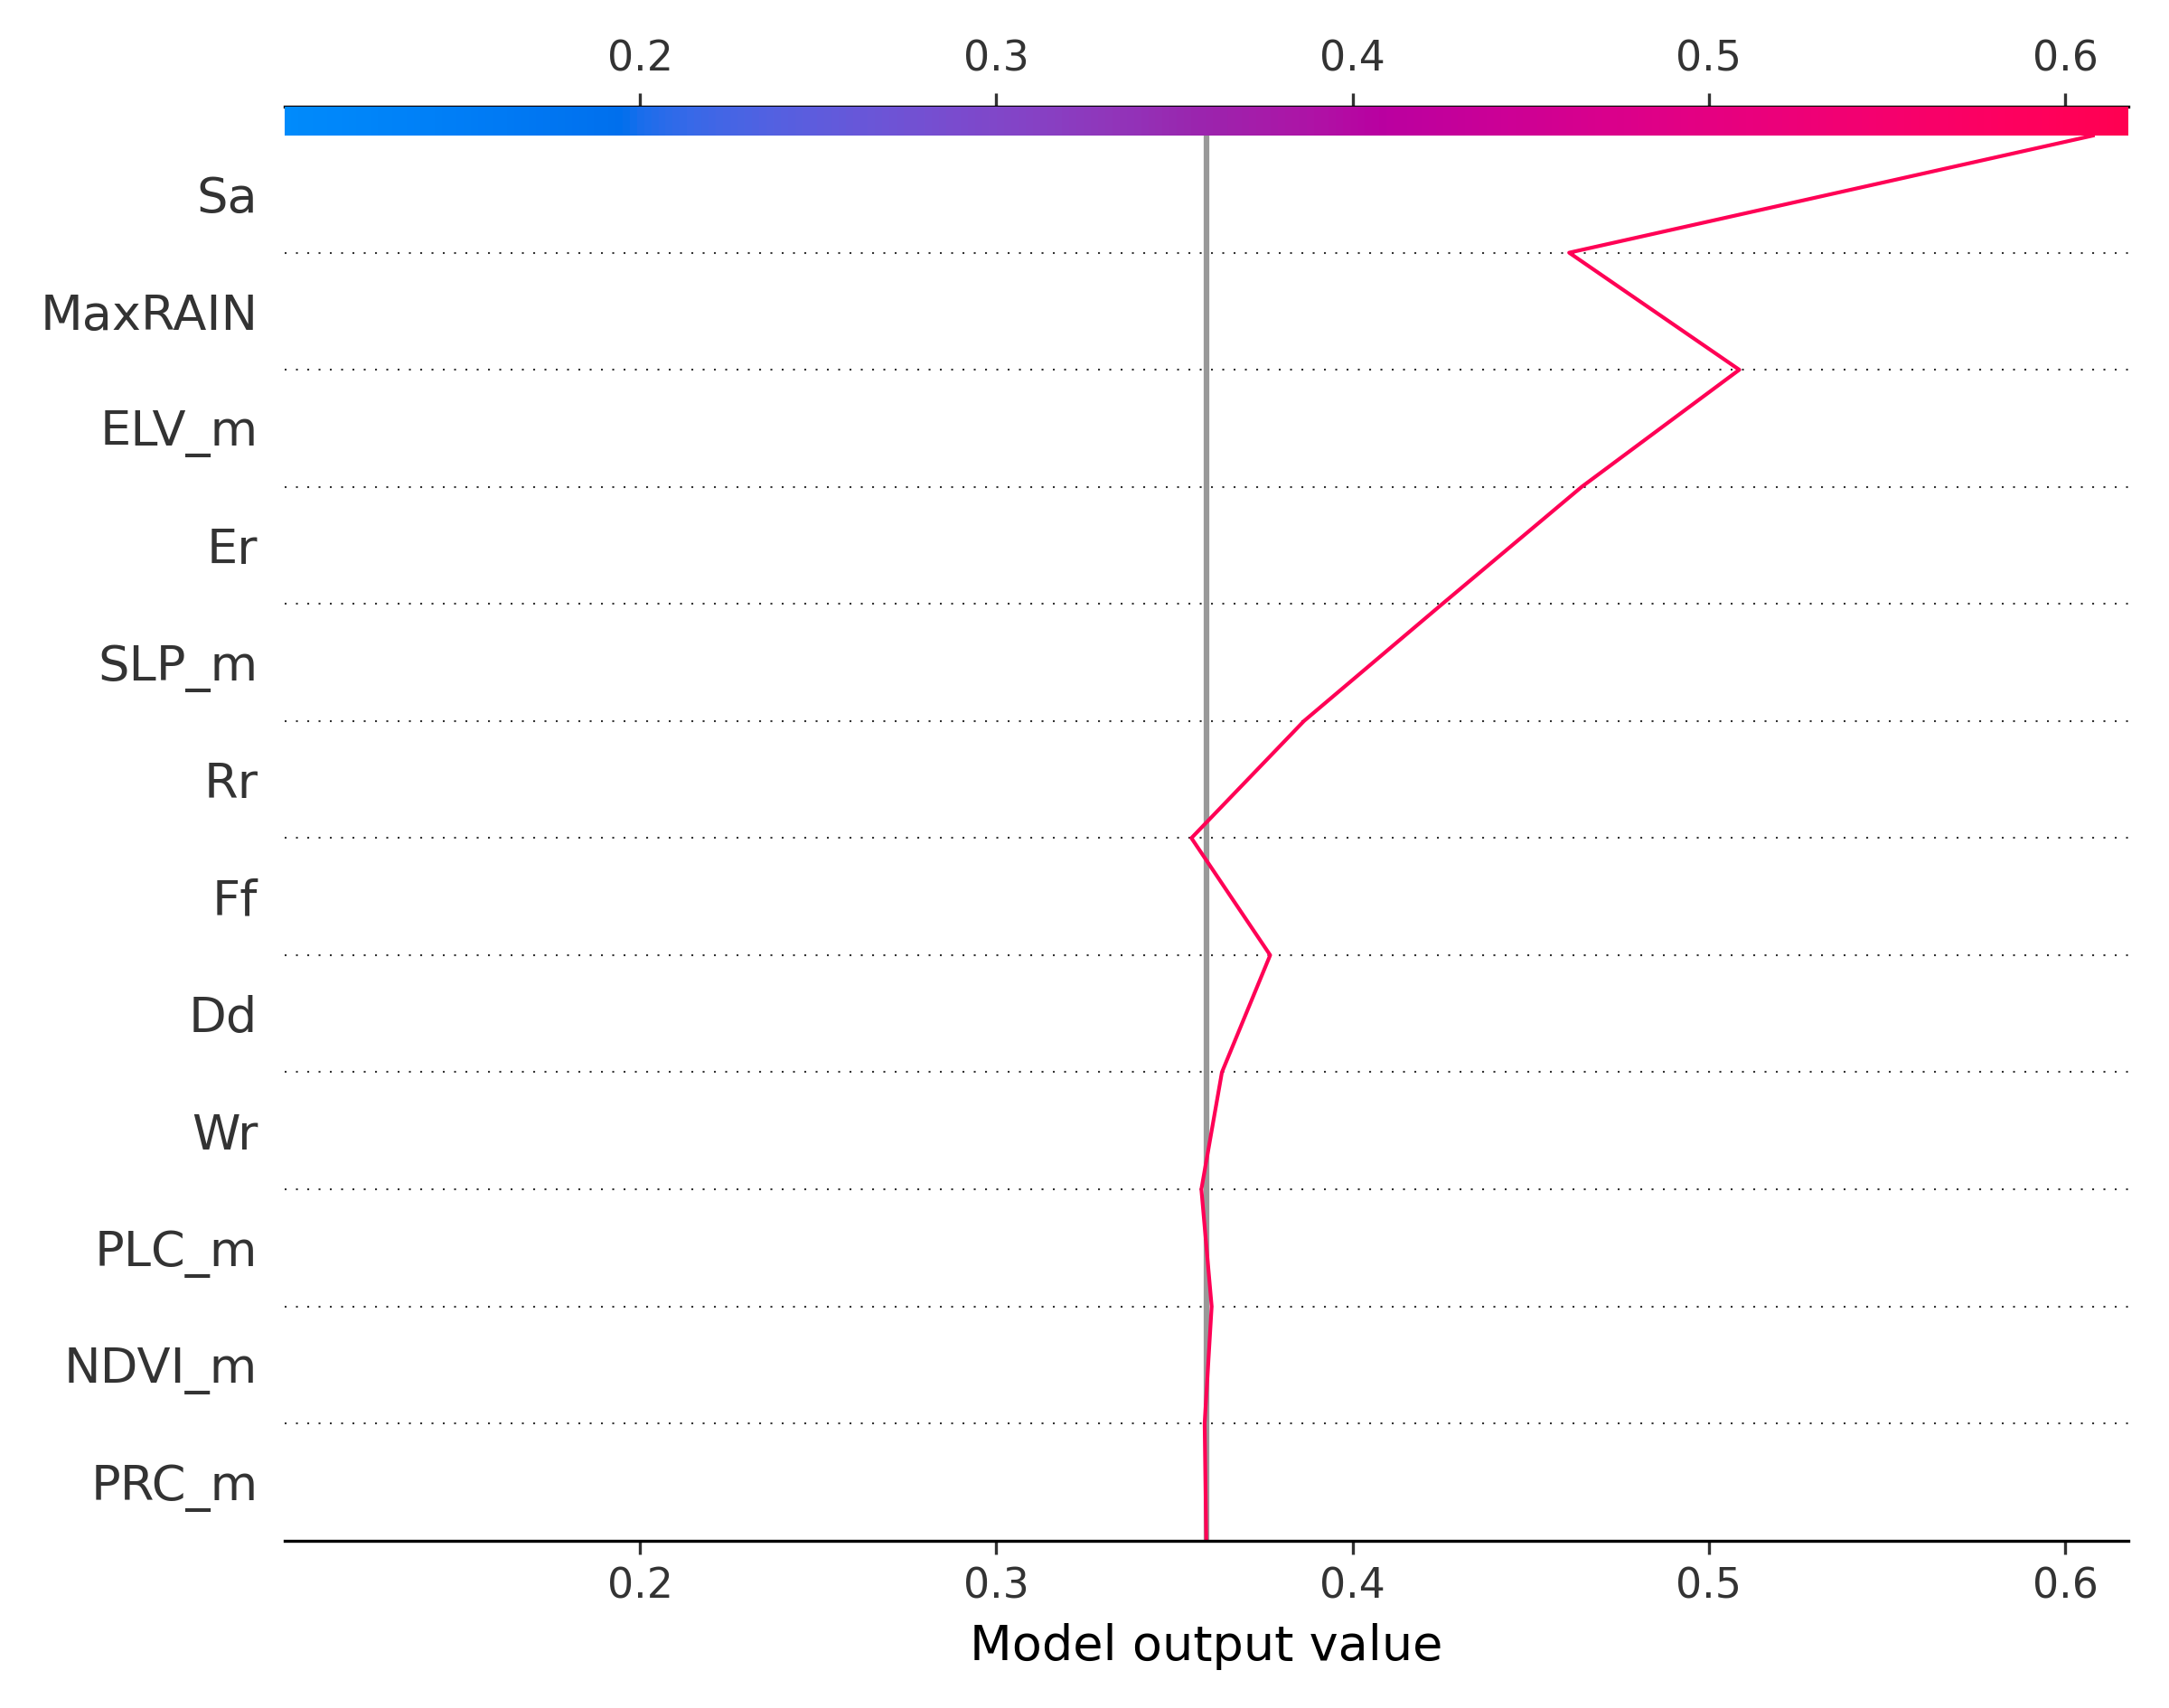 0.2 0.3 0.4 0.5 0.6
Sa
MaxRAIN
ELV_m
Er
SLP_m
Rr
Ff
Dd
Wr
PLC_m
NDVI_m
PRC_m
0.2 0.3 0.4 0.5 0.6
Model output value